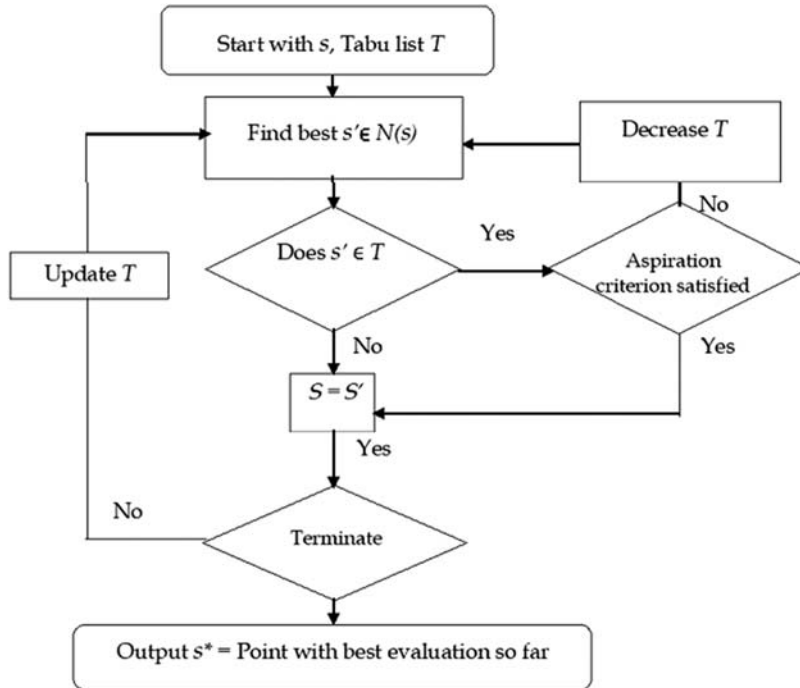 Start with s, Tabu list T
Find best s'ϵ N(s)
Decrease T
No
Does s' ϵ T
Yes
Aspiration
criterion satisfied
Update T
No
Yes
S = S'
Yes
No
Terminate
Output s* = Point with best evaluation so far